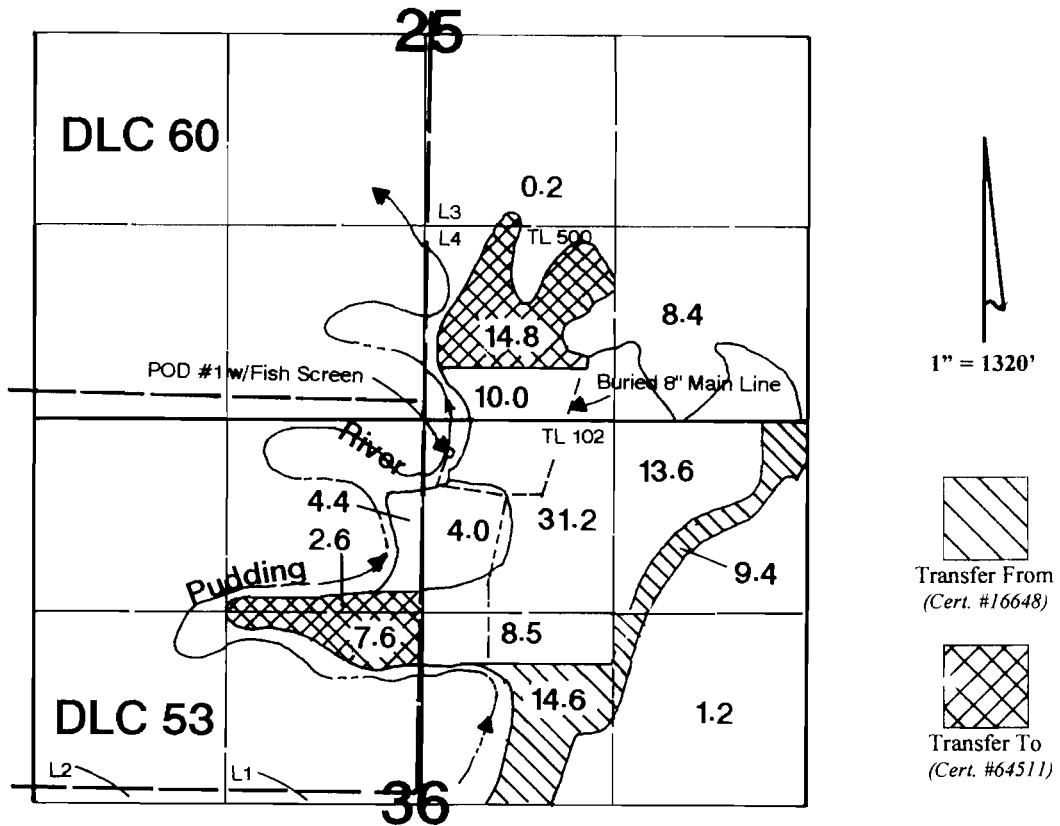 25
DLC 60
0.2
L3
L4
TL 500
14.8
8.4
1" = 1320'
POD #1 w/Fish Screen
Buried 8" Main Line
10.0
River
TL 102
13.6
4.4
4.0
31.2
2.6
9.4
Pudding
Transfer From
(Cert. #16648)
7.6
8.5
14.6
1.2
DLC 53
Transfer To
(Cert. #64511)
L2
L1
36